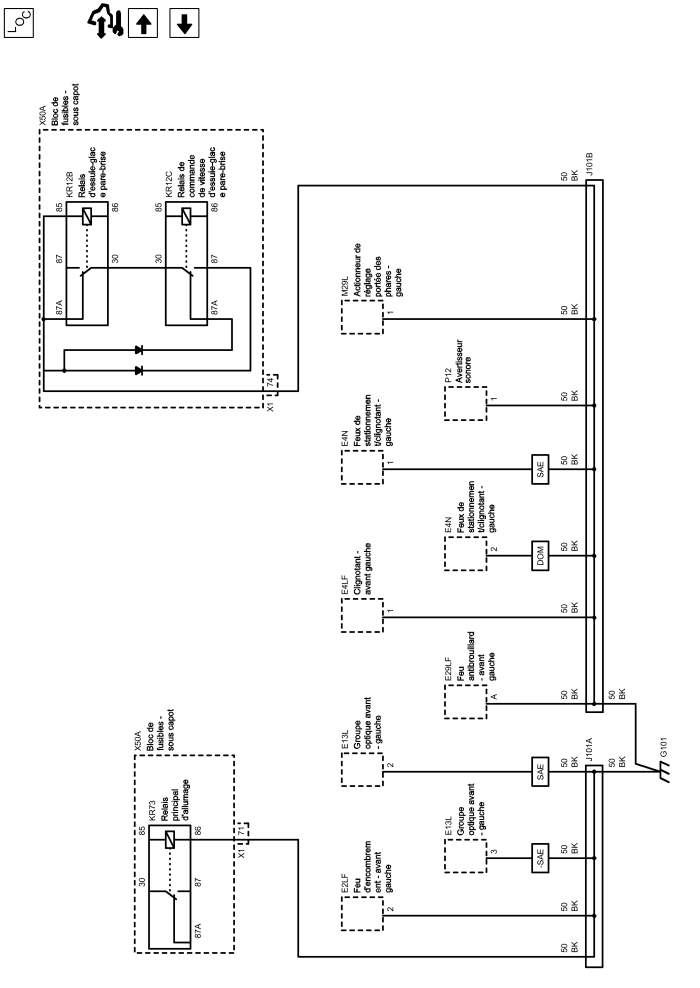 LOC
X50A
Bloc de
fusibles -
sous capot
KR73
Relais
principal
d'allumage
85
30
86
87
87A
X1
71
X50A
Bloc de
fusibles -
sous capot
KR12B
Relais
d'essuie-glac
e pare-brise
85
86
87
30
87A
KR12C
Relais de
commande
de vitesse
d'essuie-glac
e pare-brise
85
86
30
87
87A
X1
74
E2LF
Feu
d'encombrem
ent - avant
gauche
2
E13L
Groupe
optique avant
- gauche
3
-SAE
E13L
Groupe
optique avant
- gauche
2
SAE
E29LF
Feu
antibrouillard
- avant
gauche
A
E4LF
Clignotant -
avant gauche
1
E4N
Feux de
stationnemen
t/clignotant -
gauche
2
DOM
E4N
Feux de
stationnemen
t/clignotant -
gauche
1
SAE
P12
Avertisseur
sonore
1
M29L
Actionneur de
réglage
portée des
phares -
gauche
1
50
BK
50
BK
50
BK
50
BK
J101A
50
BK
50
BK
50
BK
50
BK
50
BK
50
BK
50
BK
50
BK
50
BK
J101B
50
BK
G101